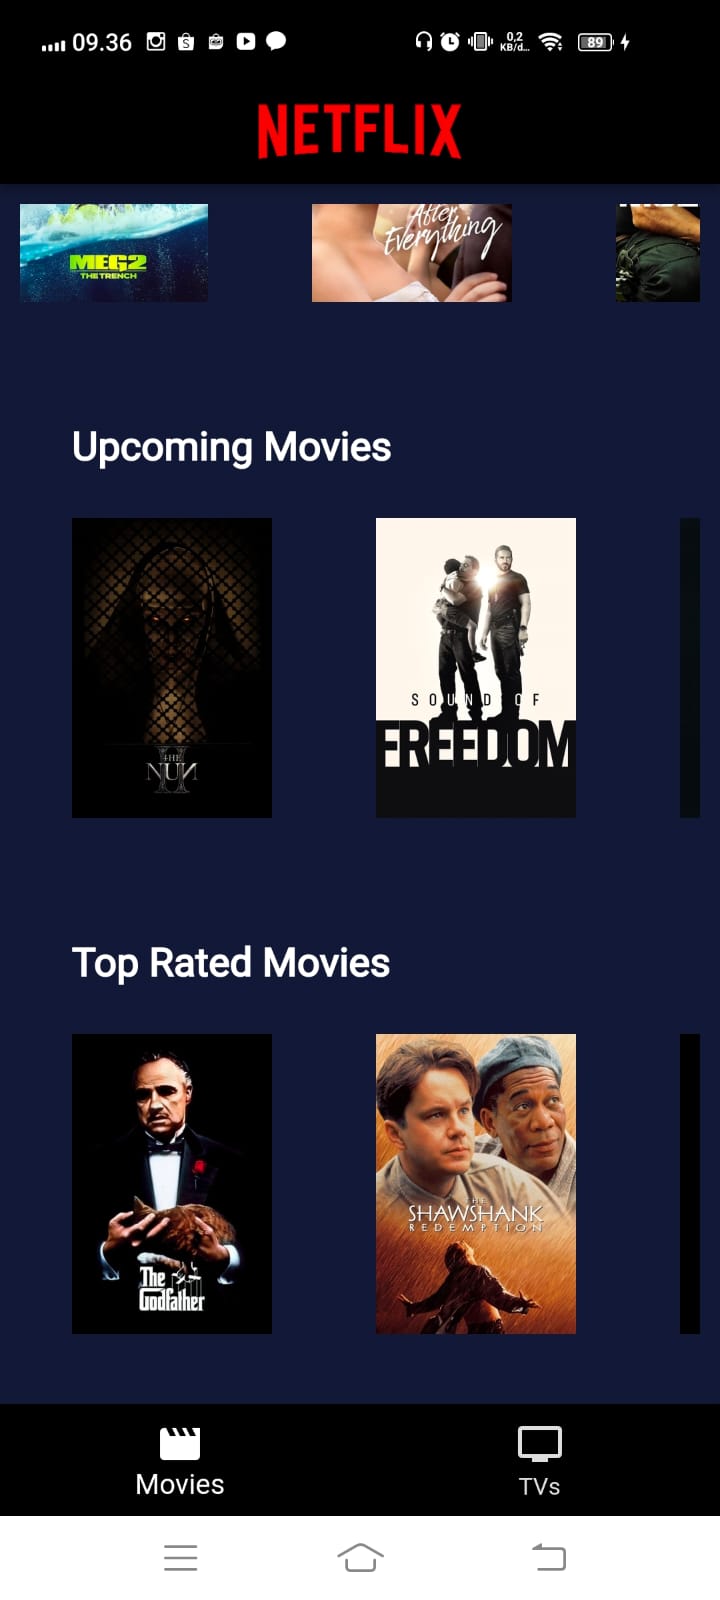 09.36
0,2
KB/d...
89
NETFLIX
MEG2
THE TRENCH
After
Everything
Upcoming Movies
THE
NUN
II
SOUND OF
FREEDOM
Top Rated Movies
The
Godfather
THE
SHAWSHANK
REDEMPTION
Movies
TVs